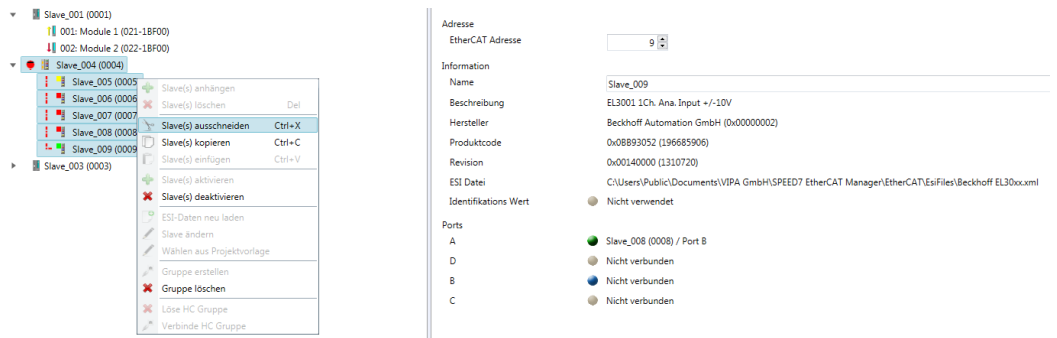 Slave_001 (0001)
001: Module 1 (021-1BF00)
002: Module 2 (022-1BF00)
Slave_004 (0004)
Slave_005 (0005
Slave_006 (0006
Slave_007 (0007
Slave_008 (0008
Slave_009 (0009
Slave_003 (0003)
Slave(s) anhängen
Slave(s) löschen Del
Slave(s) ausschneiden Ctrl+X
Slave(s) kopieren Ctrl+C
Slave(s) einfügen Ctrl+V
Slave(s) aktivieren
Slave(s) deaktivieren
ESI-Daten neu laden
Slave ändern
Wählen aus Projektvorlage
Gruppe erstellen
Gruppe löschen
Löse HC Gruppe
Verbinde HC Gruppe
Adresse
EtherCAT Adresse 9
Information
Name Slave_009
Beschreibung EL3001 1Ch. Ana. Input +/-10V
Hersteller Beckhoff Automation GmbH (0x00000002)
Produktcode 0x0BB93052 (196685906)
Revision 0x00140000 (1310720)
ESI Datei C:\Users\Public\Documents\VIPA GmbH\SPEED7 EtherCAT Manager\EtherCAT\EsiFiles\Beckhoff EL30xx.xml
Identifikations Wert Nicht verwendet
Ports
A Slave_008 (0008) / Port B
D Nicht verbunden
B Nicht verbunden
C Nicht verbunden